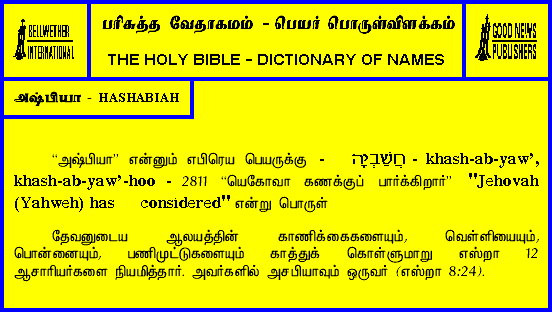 BELLWETHER
INTERNATIONAL
பரிசுத்த வேதாகமம் - பெயர் பொருள்விளக்கம்
THE HOLY BIBLE - DICTIONARY OF NAMES
GOOD NEWS
PUBLISHERS
அஷ்பியா - HASHABIAH
“அஷ்பியா” என்னும் எபிரெய பெயருக்கு - חֲשַׁבְיָה - khash-ab-yaw’,
khash-ab-yaw’-hoo - 2811 “யெகோவா கணக்குப் பார்க்கிறார்” "Jehovah
(Yahweh) has considered" என்று பொருள்
தேவனுடைய ஆலயத்தின் காணிக்கைகளையும், வெள்ளியையும்,
பொன்னையும், பணிமுட்டுகளையும் காத்துக் கொள்ளுமாறு எஸ்றா 12
ஆசாரியர்களை நியமித்தார். அவர்களில் அசபியாவும் ஒருவர் (எஸ்றா 8:24).